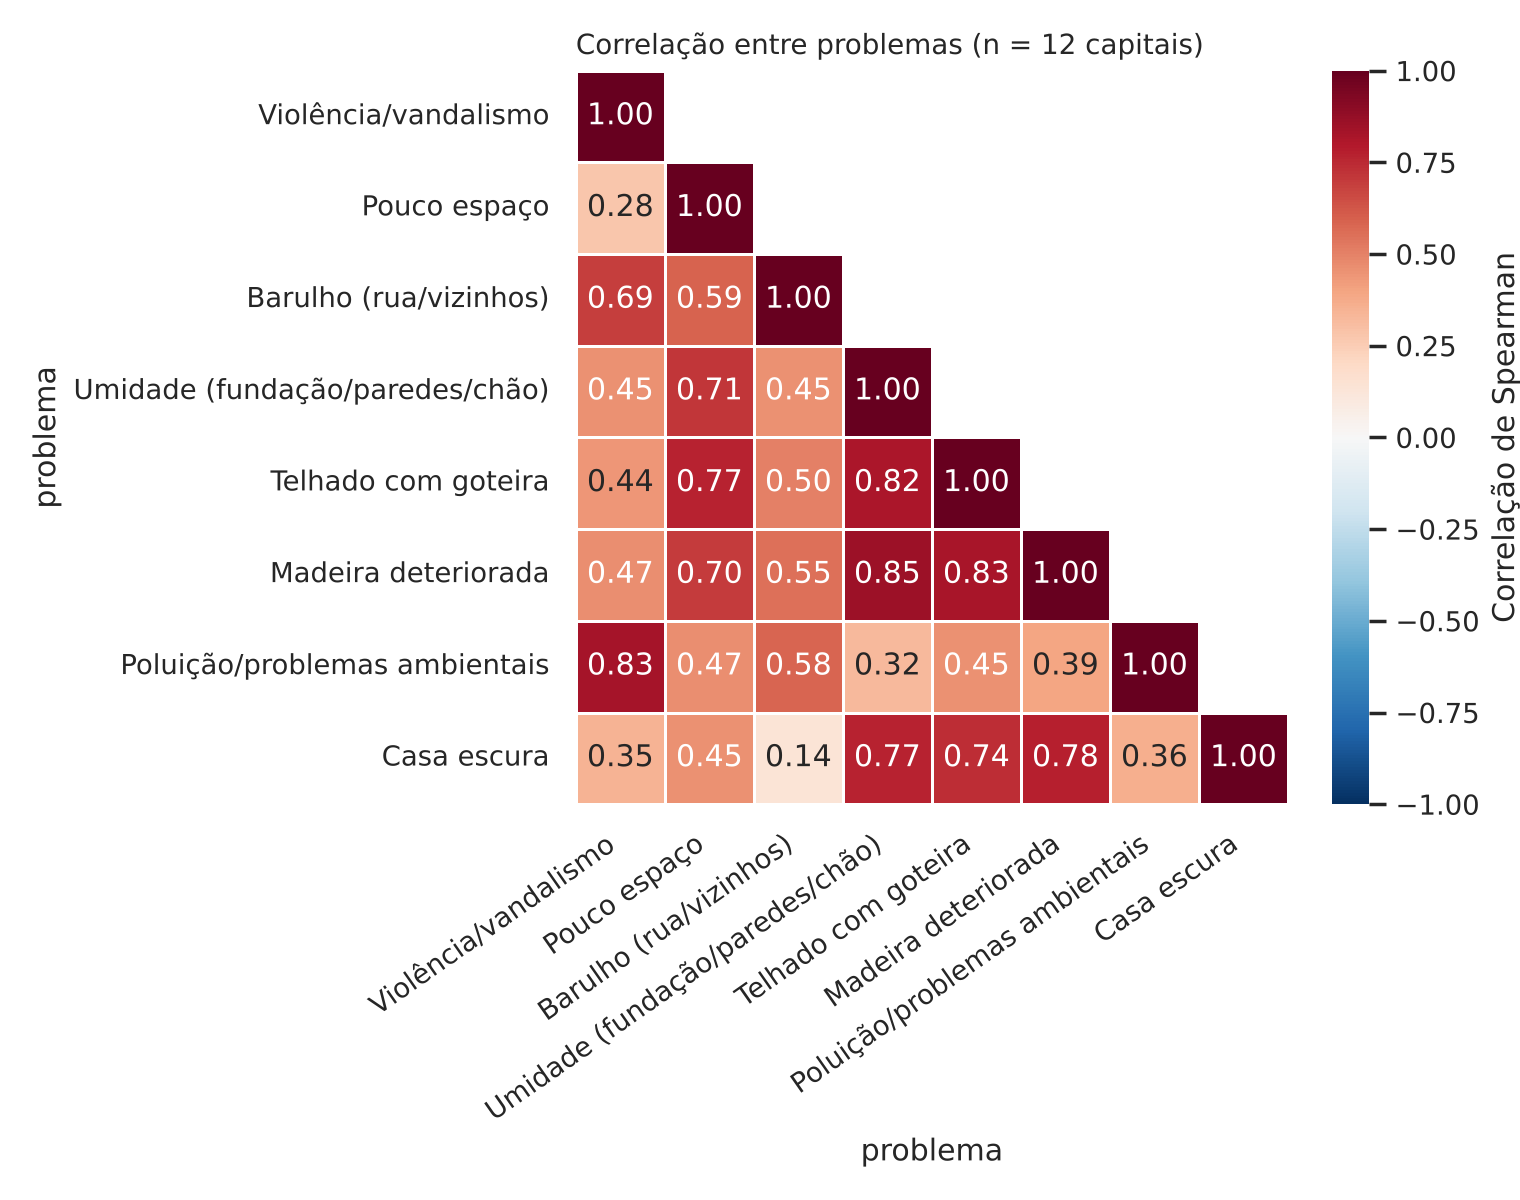 Correlação entre problemas (n = 12 capitais)
Violência/vandalismo 1.00
Pouco espaço 0.28 1.00
Barulho (rua/vizinhos) 0.69 0.59 1.00
Umidade (fundação/paredes/chão) 0.45 0.71 0.45 1.00
Telhado com goteira 0.44 0.77 0.50 0.82 1.00
Madeira deteriorada 0.47 0.70 0.55 0.85 0.83 1.00
Poluição/problemas ambientais 0.83 0.47 0.58 0.32 0.45 0.39 1.00
Casa escura 0.35 0.45 0.14 0.77 0.74 0.78 0.36 1.00
problema
Violência/vandalismo
Pouco espaço
Barulho (rua/vizinhos)
Umidade (fundação/paredes/chão)
Telhado com goteira
Madeira deteriorada
Poluição/problemas ambientais
Casa escura
problema
1.00
0.75
0.50
0.25
0.00
−0.25
−0.50
−0.75
−1.00
Correlação de Spearman